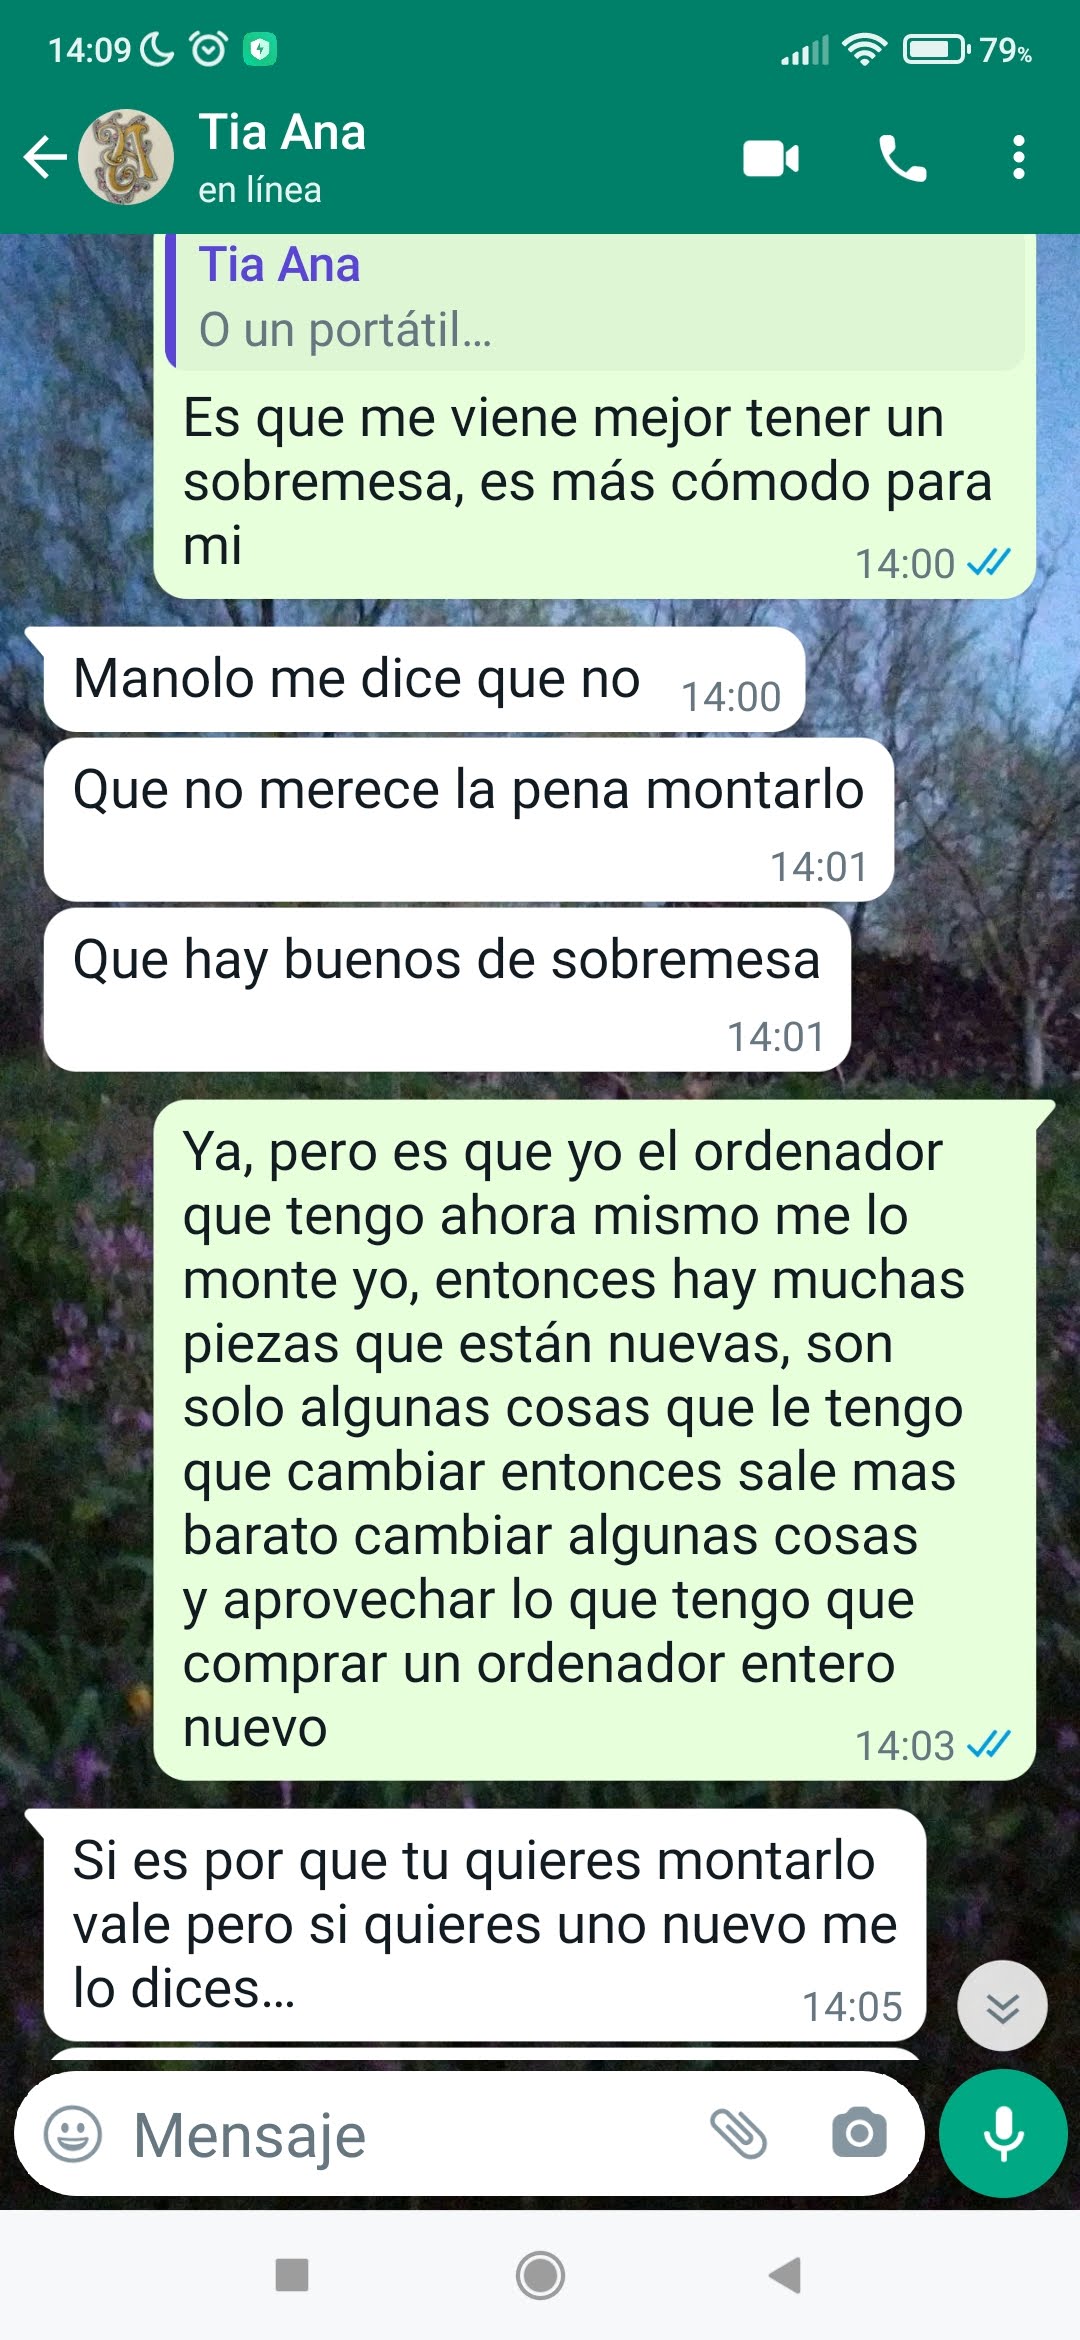 14:09 79%
Tia Ana
en línea
Tia Ana
O un portátil...
Es que me viene mejor tener un
sobremesa, es más cómodo para
mi
14:00
Manolo me dice que no 14:00
Que no merece la pena montarlo
14:01
Que hay buenos de sobremesa
14:01
Ya, pero es que yo el ordenador
que tengo ahora mismo me lo
monte yo, entonces hay muchas
piezas que están nuevas, son
solo algunas cosas que le tengo
que cambiar entonces sale mas
barato cambiar algunas cosas
y aprovechar lo que tengo que
comprar un ordenador entero
nuevo
14:03
Si es por que tu quieres montarlo
vale pero si quieres uno nuevo me
lo dices...
14:05
Mensaje